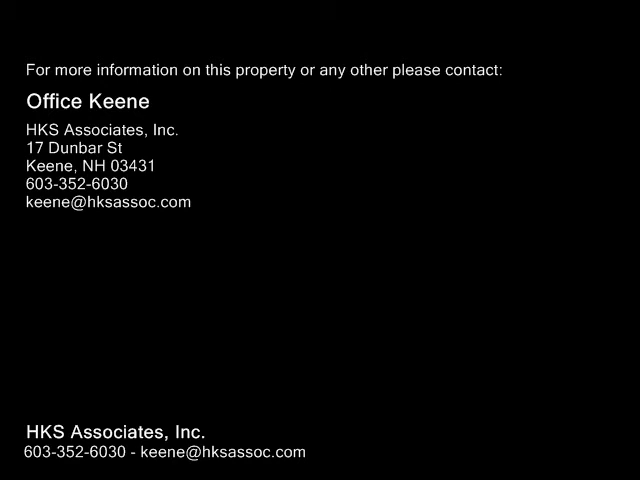 For more information on this property or any other please contact:
Office Keene
HKS Associates, Inc.
17 Dunbar St
Keene, NH 03431
603-352-6030
keene@hksassoc.com
HKS Associates, Inc.
603-352-6030 - keene@hksassoc.com